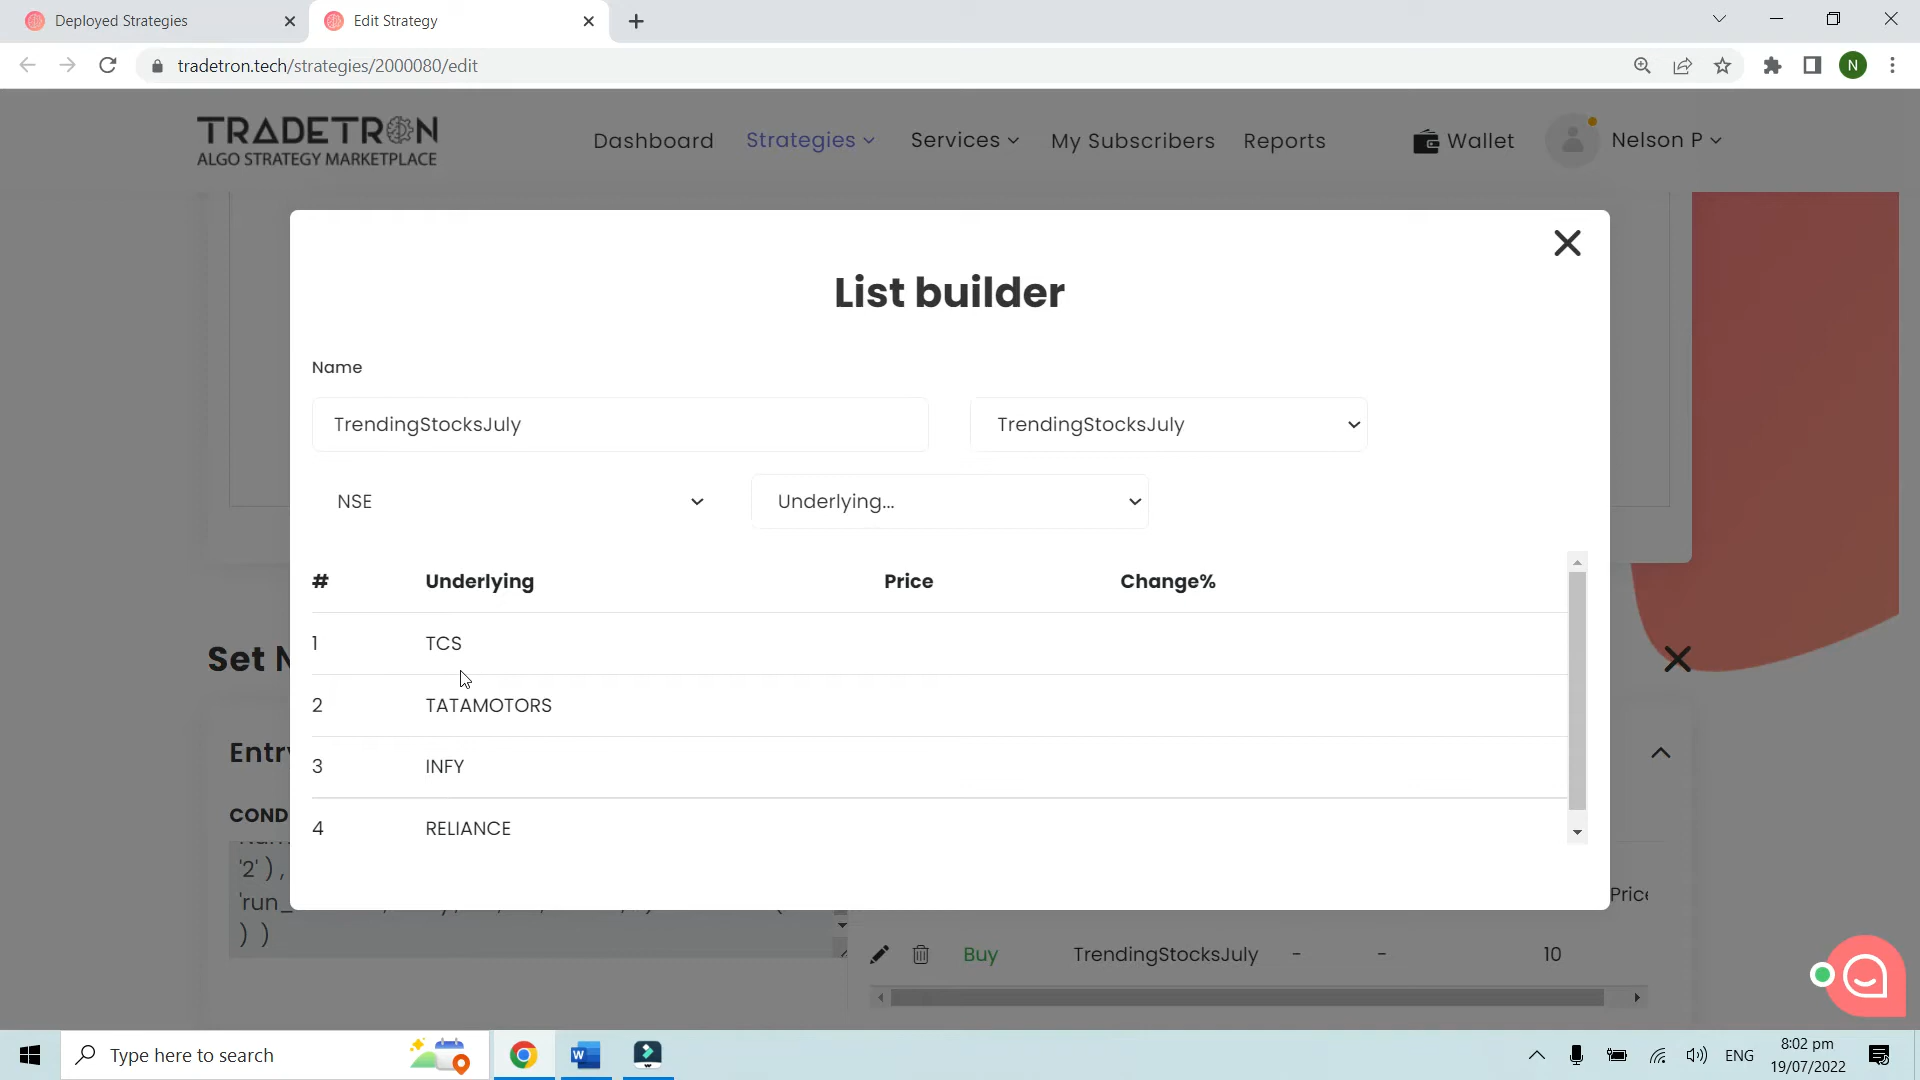 Deployed Strategies
Edit Strategy
tradetron.tech/strategies/2000080/edit
N
TRADETRON
ALGO STRATEGY MARKETPLACE
Dashboard
Strategies
Services
My Subscribers
Reports
Wallet
Nelson P
List builder
Name
TrendingStocksJuly
TrendingStocksJuly
NSE
Underlying...
# Underlying Price Change%
1 TCS
2 TATAMOTORS
3 INFY
4 RELIANCE
Set N
Entr
COND
'2' ) ,
'run_
) )
Price
Buy TrendingStocksJuly - - 10
Type here to search
ENG
8:02 pm
19/07/2022